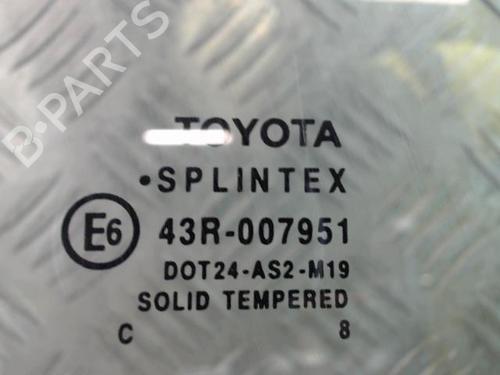 B-PARTS
TOYOTA
•SPLINTEX
E6 43R-007951
DOT24-AS2-M19
SOLID TEMPERED
C 8